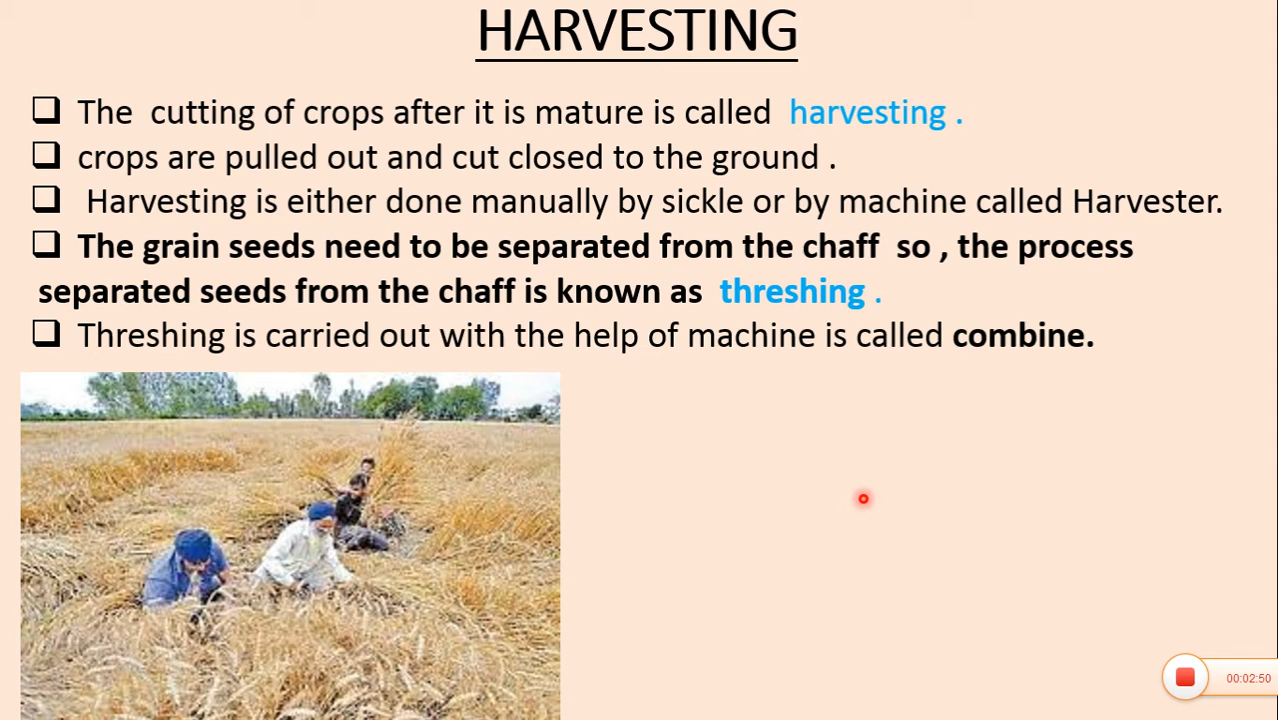 HARVESTING
❑ The cutting of crops after it is mature is called harvesting .
❑ crops are pulled out and cut closed to the ground .
❑ Harvesting is either done manually by sickle or by machine called Harvester.
❑ The grain seeds need to be separated from the chaff so , the process
separated seeds from the chaff is known as threshing .
❑ Threshing is carried out with the help of machine is called combine.
00:02:50